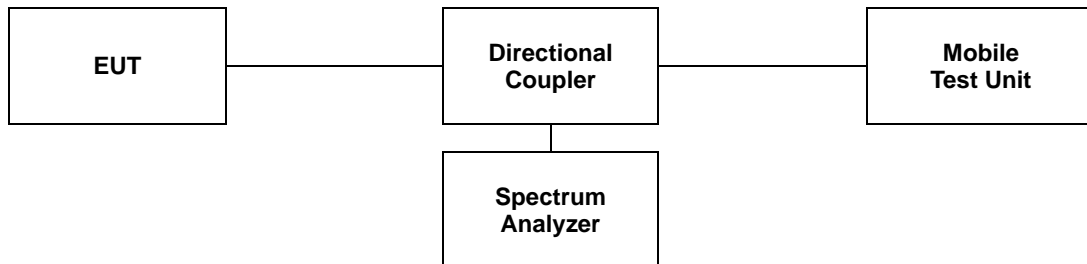 EUT
Directional
Coupler
Mobile
Test Unit
Spectrum
Analyzer